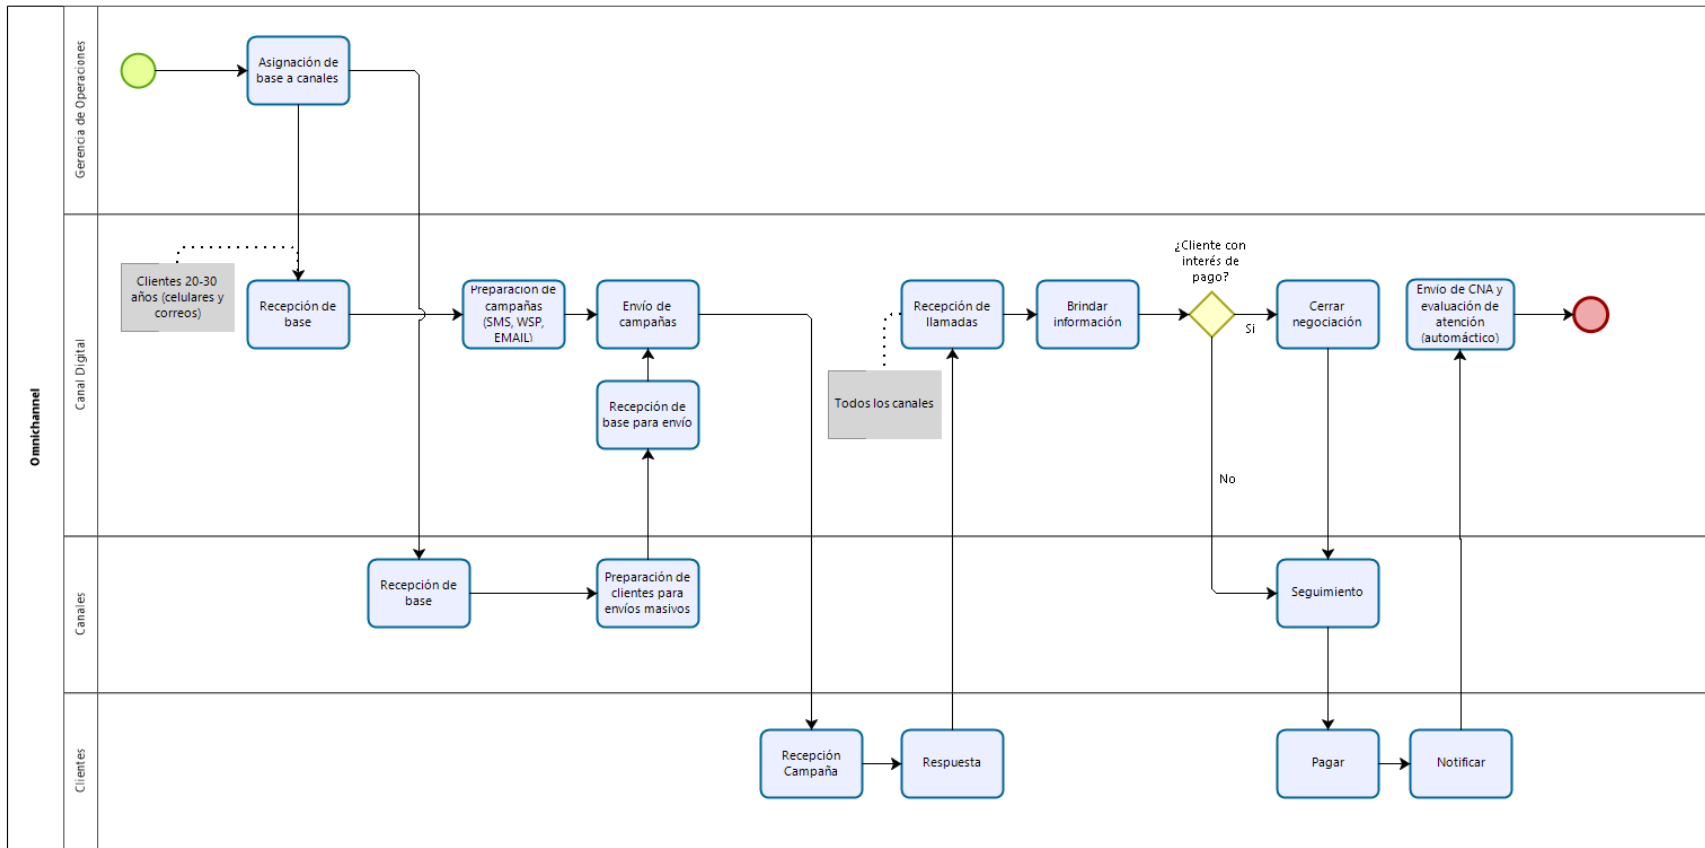 Omnichannel
Gerencia de Operaciones
Asignación de
base a canales
Canal Digital
Clientes 20-30
años (celulares y
correos)
Recepción de
base
Preparación de
campañas
(SMS, WSP,
EMAIL)
Envío de
campañas
Recepción de
base para envío
Todos los canales
Recepción de
llamadas
Brindar
información
¿Cliente con
interés de
pago?
Si
No
Cerrar
negociación
Envio de CNA y
evaluación de
atención
(automáctico)
Canales
Recepción de
base
Preparación de
clientes para
envíos masivos
Seguimiento
Clientes
Recepción
Campaña
Respuesta
Pagar
Notificar